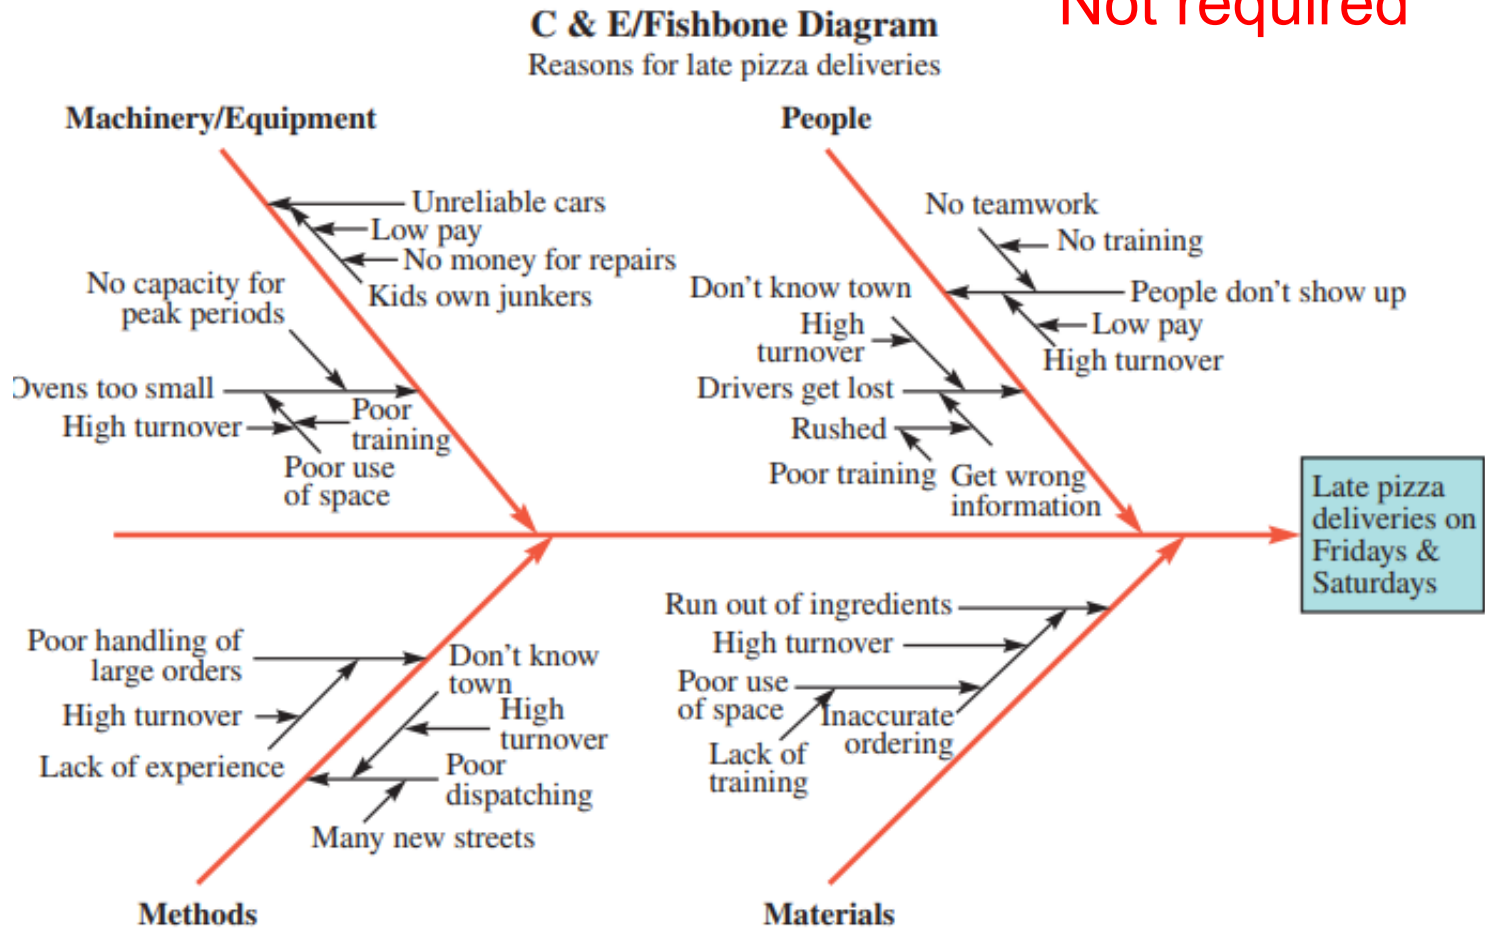 Not required
C & E/Fishbone Diagram
Reasons for late pizza deliveries
Machinery/Equipment
Unreliable cars
Low pay
No money for repairs
Kids own junkers
No capacity for
peak periods
Ovens too small
High turnover
Poor
training
Poor use
of space
People
No teamwork
No training
Don't know town
People don't show up
High
turnover
Low pay
High turnover
Drivers get lost
Rushed
Poor training
Get wrong
information
Late pizza
deliveries on
Fridays &
Saturdays
Poor handling of
large orders
High turnover
Lack of experience
Don't know
town
High
turnover
Poor
dispatching
Many new streets
Methods
Run out of ingredients
High turnover
Poor use
of space
Inaccurate
ordering
Lack of
training
Materials